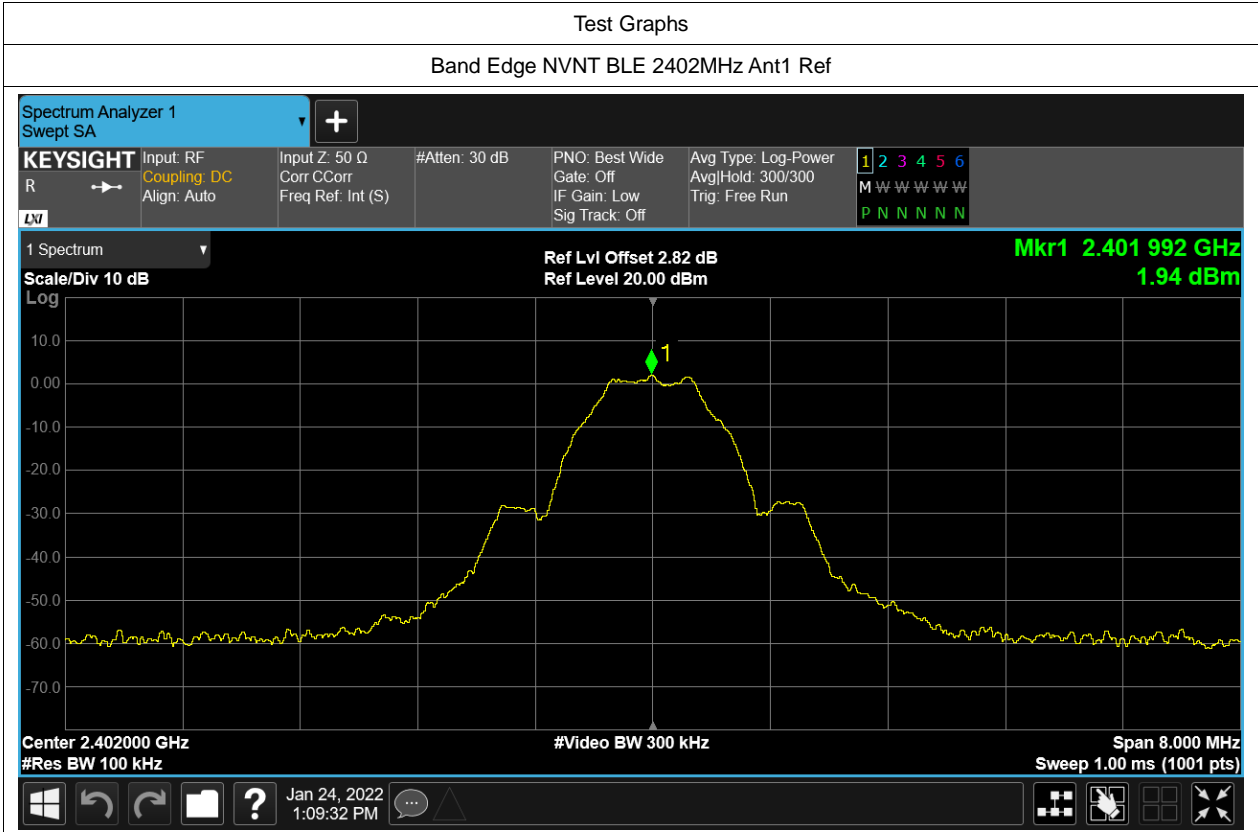 Test Graphs
Band Edge NVNT BLE 2402MHz Ant1 Ref
Spectrum Analyzer 1
Swept SA
+
KEYSIGHT
R
LXI
Input: RF
Coupling: DC
Align: Auto
Input Z: 50 Ω
Corr CCorr
Freq Ref: Int (S)
#Atten: 30 dB
PNO: Best Wide
Gate: Off
IF Gain: Low
Sig Track: Off
Avg Type: Log-Power
Avg|Hold: 300/300
Trig: Free Run
1 2 3 4 5 6
M W W W W W
P N N N N N
1 Spectrum
Scale/Div 10 dB
Ref Lvl Offset 2.82 dB
Ref Level 20.00 dBm
Mkr1 2.401 992 GHz
1.94 dBm
Log
10.0
0.00
-10.0
-20.0
-30.0
-40.0
-50.0
-60.0
-70.0
1
Center 2.402000 GHz
#Res BW 100 kHz
#Video BW 300 kHz
Span 8.000 MHz
Sweep 1.00 ms (1001 pts)
?
Jan 24, 2022
1:09:32 PM